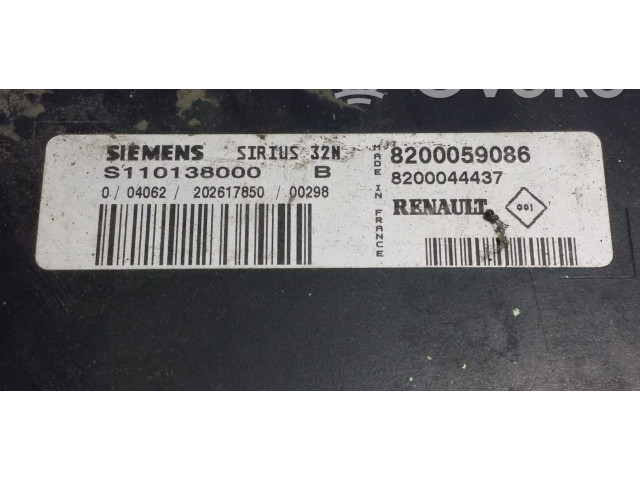 SIEMENS SIRIUS 32N
S110138000 B
0 / 04062 / 202617850 / 00298
MADE IN FRANCE
8200059086
8200044437
RENAULT
001